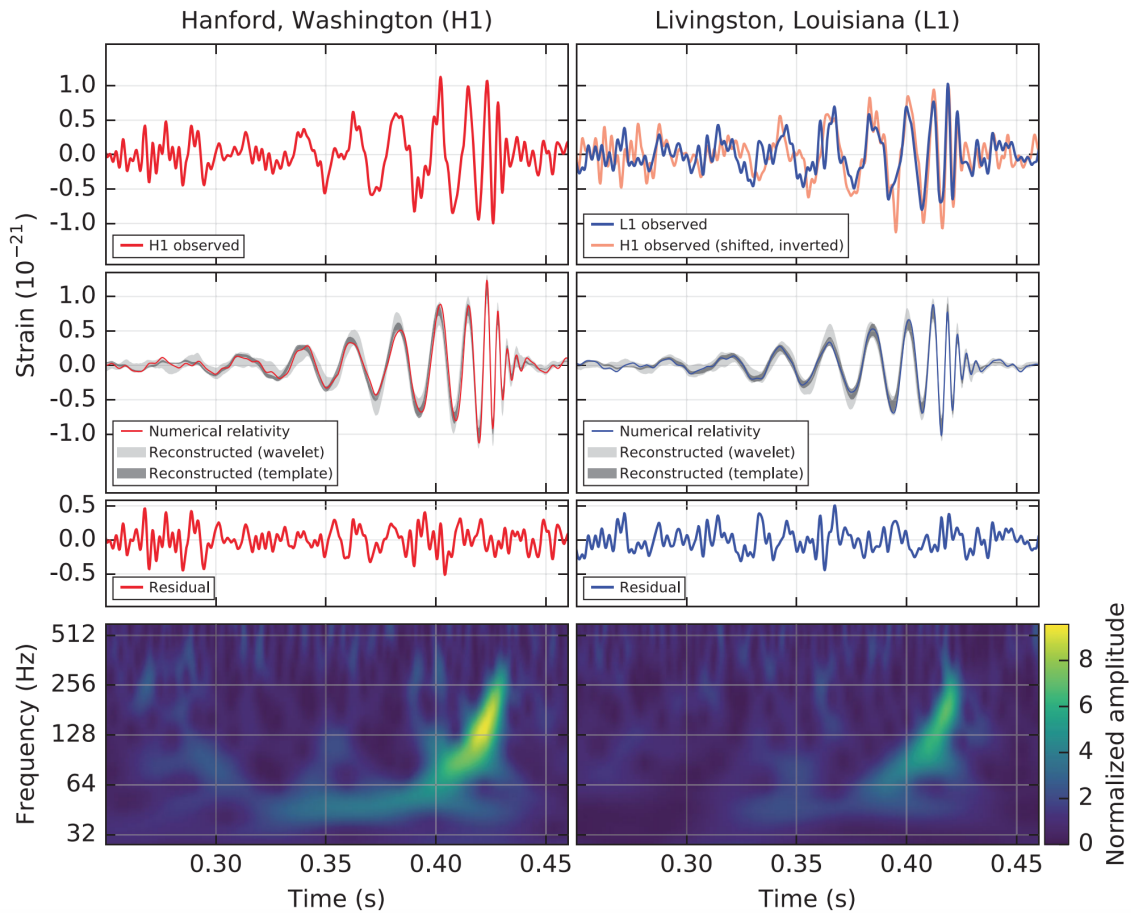 Hanford, Washington (H1)
Livingston, Louisiana (L1)
Strain (10⁻²¹)
1.0
0.5
0.0
-0.5
-1.0
H1 observed
L1 observed
H1 observed (shifted, inverted)
1.0
0.5
0.0
-0.5
-1.0
Numerical relativity
Reconstructed (wavelet)
Reconstructed (template)
Numerical relativity
Reconstructed (wavelet)
Reconstructed (template)
0.5
0.0
-0.5
Residual
Residual
Frequency (Hz)
512
256
128
64
32
Normalized amplitude
8
6
4
2
0
0.30 0.35 0.40 0.45
0.30 0.35 0.40 0.45
Time (s)
Time (s)